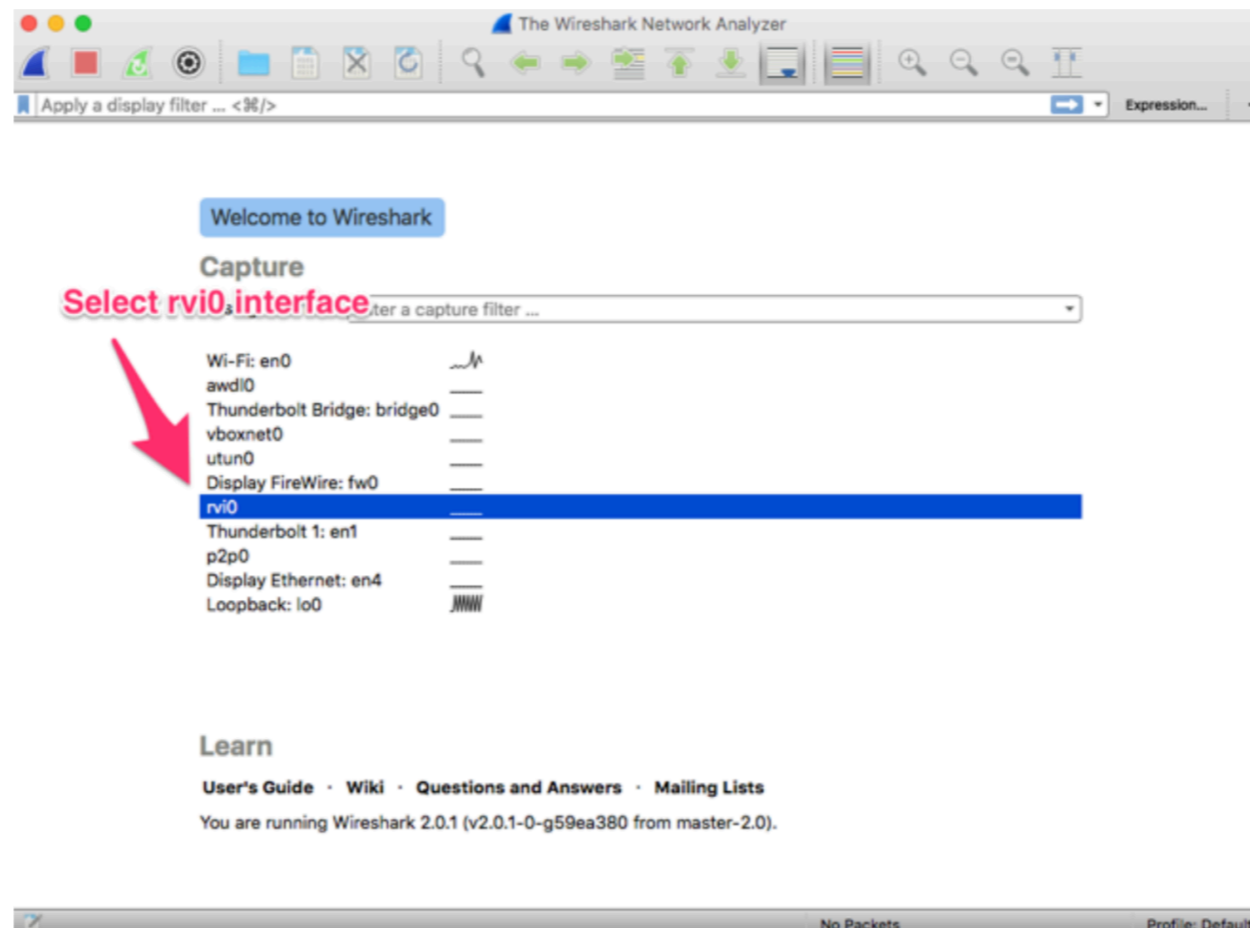 The Wireshark Network Analyzer
Apply a display filter ... <⌘/>
Expression...
Welcome to Wireshark
Capture
Select rvi0 interface
a capture filter ...
Wi-Fi: en0
awdl0
Thunderbolt Bridge: bridge0
vboxnet0
utun0
Display FireWire: fw0
rvi0
Thunderbolt 1: en1
p2p0
Display Ethernet: en4
Loopback: lo0
Learn
User's Guide · Wiki · Questions and Answers · Mailing Lists
You are running Wireshark 2.0.1 (v2.0.1-0-g59ea380 from master-2.0).
No Packets
Profile: Default